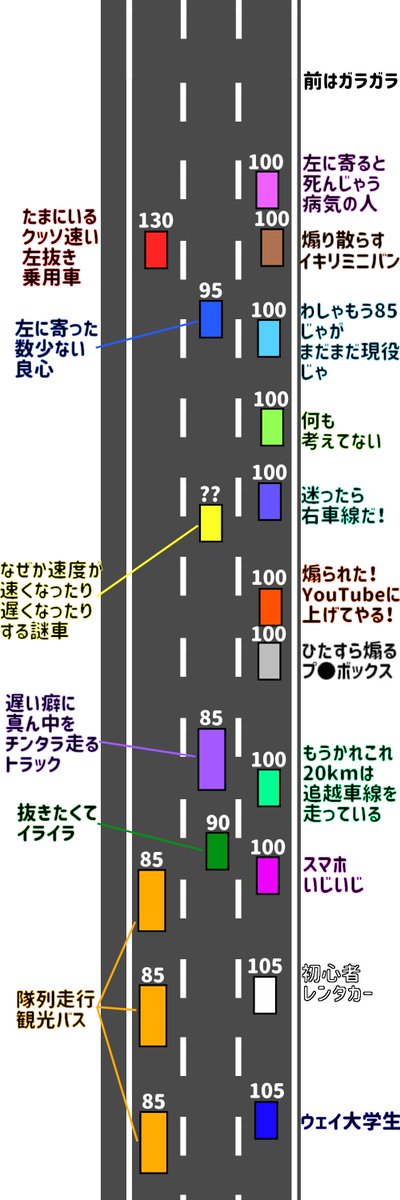 前はガラガラ
100
左に寄ると
死んじゃう
病気の人
130
たまにいる
クッソ速い
左抜き
乗用車
100
煽り散らす
イキリミニバン
95
左に寄った
数少ない
良心
100
わしゃもう85
じゃが
まだまだ現役
じゃ
100
何も
考えてない
100
迷ったら
右車線だ!
??
なぜか速度が
速くなったり
遅くなったり
する謎車
100
煽られた!
YouTubeに
上げてやる!
100
ひたすら煽る
プ●ボックス
85
遅い癖に
真ん中を
チンタラ走る
トラック
100
もうかれこれ
20kmは
追越車線を
走っている
90
抜きたくて
イライラ
100
スマホ
いじいじ
85
85
85
隊列走行
観光バス
105
初心者
レンタカー
105
ウェイ大学生